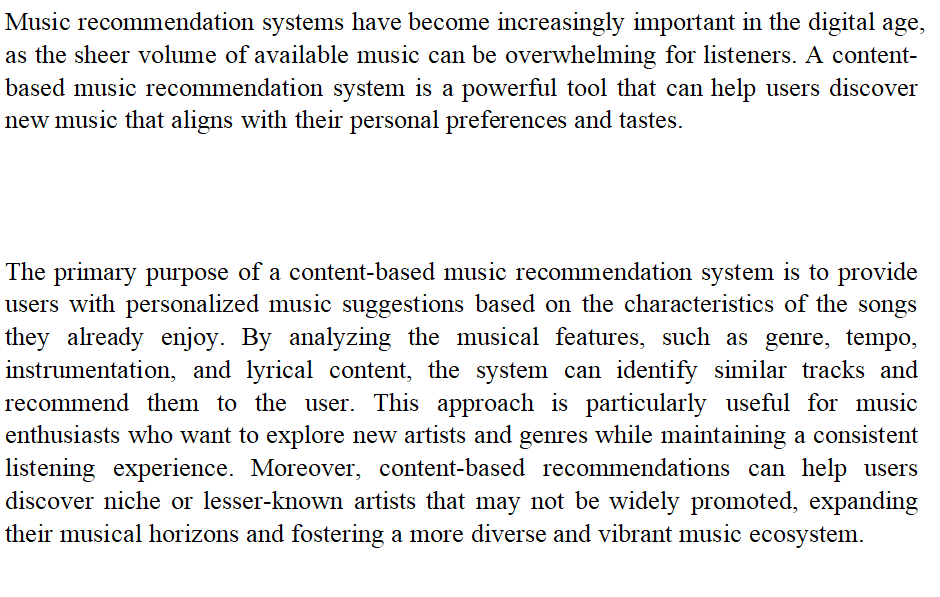 Music recommendation systems have become increasingly important in the digital age,
as the sheer volume of available music can be overwhelming for listeners. A content-
based music recommendation system is a powerful tool that can help users discover
new music that aligns with their personal preferences and tastes.
The primary purpose of a content-based music recommendation system is to provide
users with personalized music suggestions based on the characteristics of the songs
they already enjoy. By analyzing the musical features, such as genre, tempo,
instrumentation, and lyrical content, the system can identify similar tracks and
recommend them to the user. This approach is particularly useful for music
enthusiasts who want to explore new artists and genres while maintaining a consistent
listening experience. Moreover, content-based recommendations can help users
discover niche or lesser-known artists that may not be widely promoted, expanding
their musical horizons and fostering a more diverse and vibrant music ecosystem.